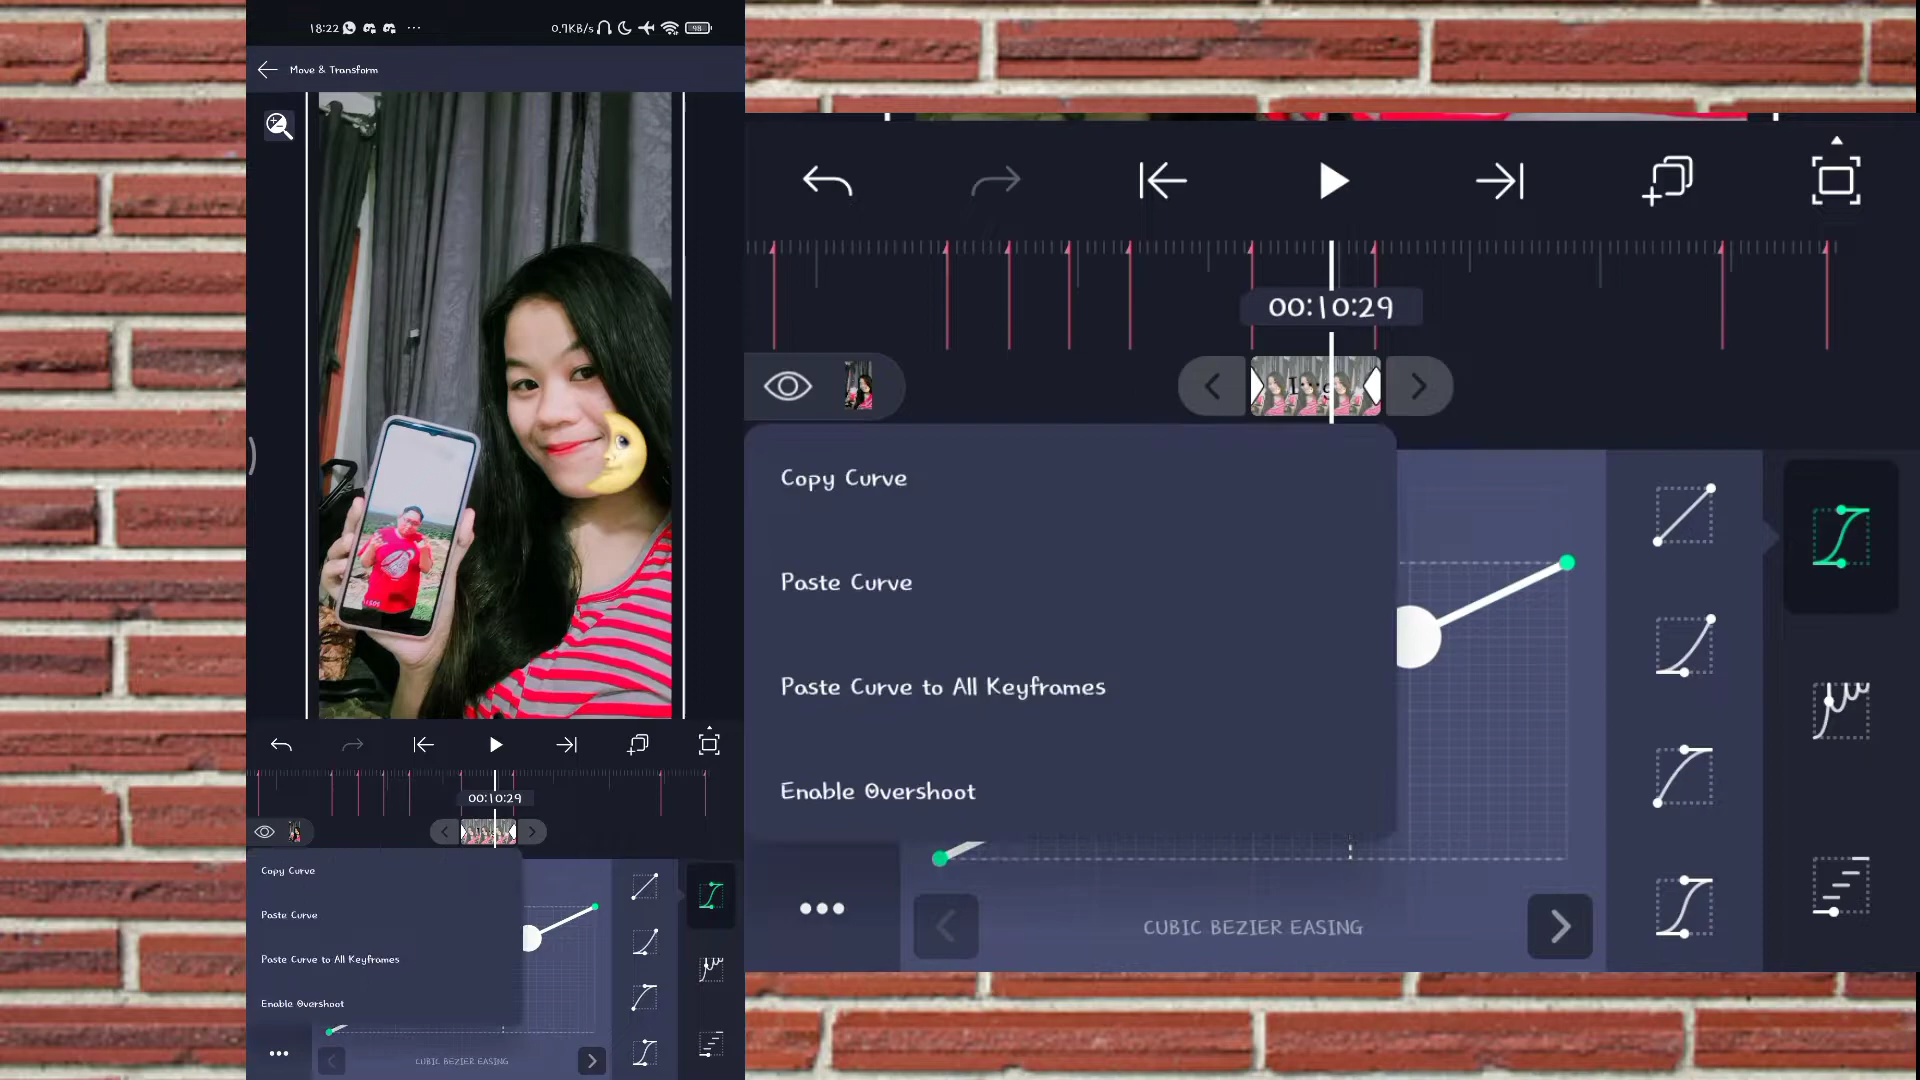 18:22
0.7KB/s
98
Move & Transform
00:10:29
Copy Curve
Paste Curve
Paste Curve to All Keyframes
Enable Overshoot
CUBIC BEZIER EASING
00:10:29
Copy Curve
Paste Curve
Paste Curve to All Keyframes
Enable Overshoot
CUBIC BEZIER EASING